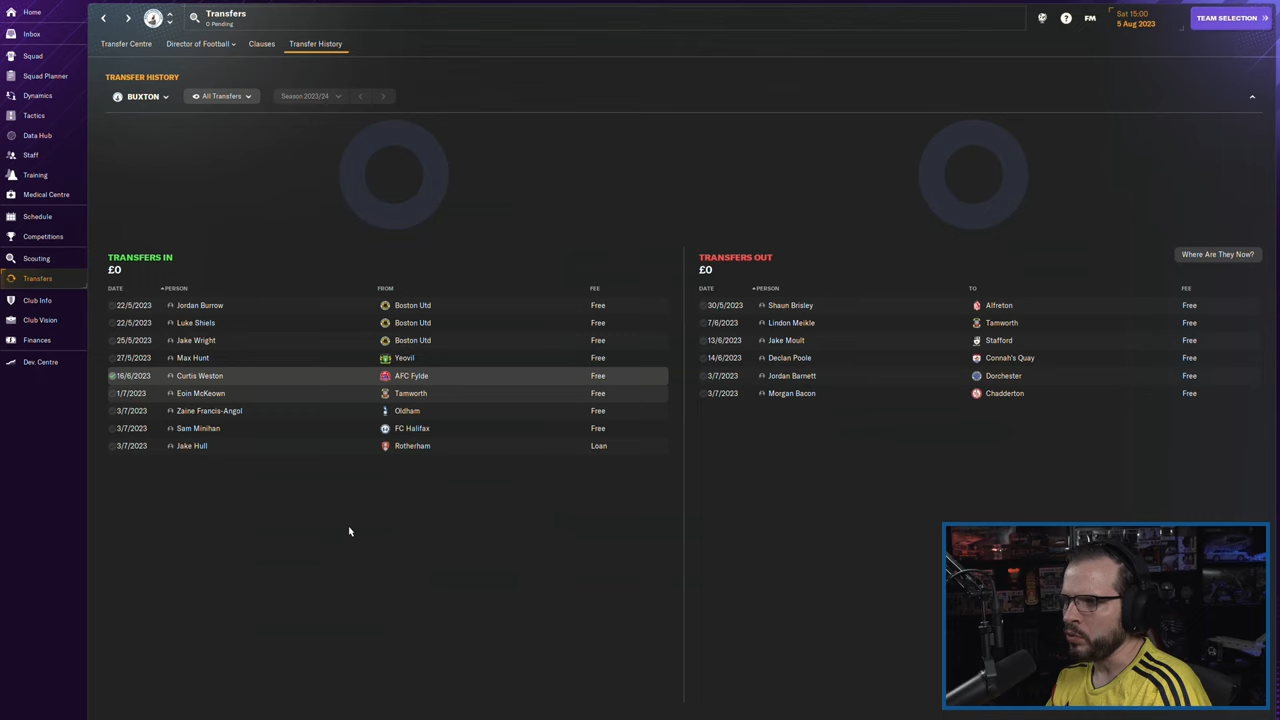 Home
Inbox
Squad
Squad Planner
Dynamics
Tactics
Data Hub
Staff
Training
Medical Centre
Schedule
Competitions
Scouting
Transfers
Club Info
Club Vision
Finances
Dev. Centre
Transfers
0 Pending
FM
Sat 15:00
5 Aug 2023
TEAM SELECTION
Transfer Centre Director of Football Clauses Transfer History
TRANSFER HISTORY
BUXTON All Transfers Season 2023/24
TRANSFERS IN
£0
DATE PERSON FROM FEE
22/5/2023 Jordan Burrow Boston Utd Free
22/5/2023 Luke Shiels Boston Utd Free
25/5/2023 Jake Wright Boston Utd Free
27/5/2023 Max Hunt Yeovil Free
16/6/2023 Curtis Weston AFC Fylde Free
1/7/2023 Eoin McKeown Tamworth Free
3/7/2023 Zaine Francis-Angol Oldham Free
3/7/2023 Sam Minihan FC Halifax Free
3/7/2023 Jake Hull Rotherham Loan
TRANSFERS OUT
£0
Where Are They Now?
DATE PERSON TO FEE
30/5/2023 Shaun Brisley Alfreton Free
7/6/2023 Lindon Meikle Tamworth Free
13/6/2023 Jake Moult Stafford Free
14/6/2023 Declan Poole Connah's Quay Free
3/7/2023 Jordan Barnett Dorchester Free
3/7/2023 Morgan Bacon Chadderton Free